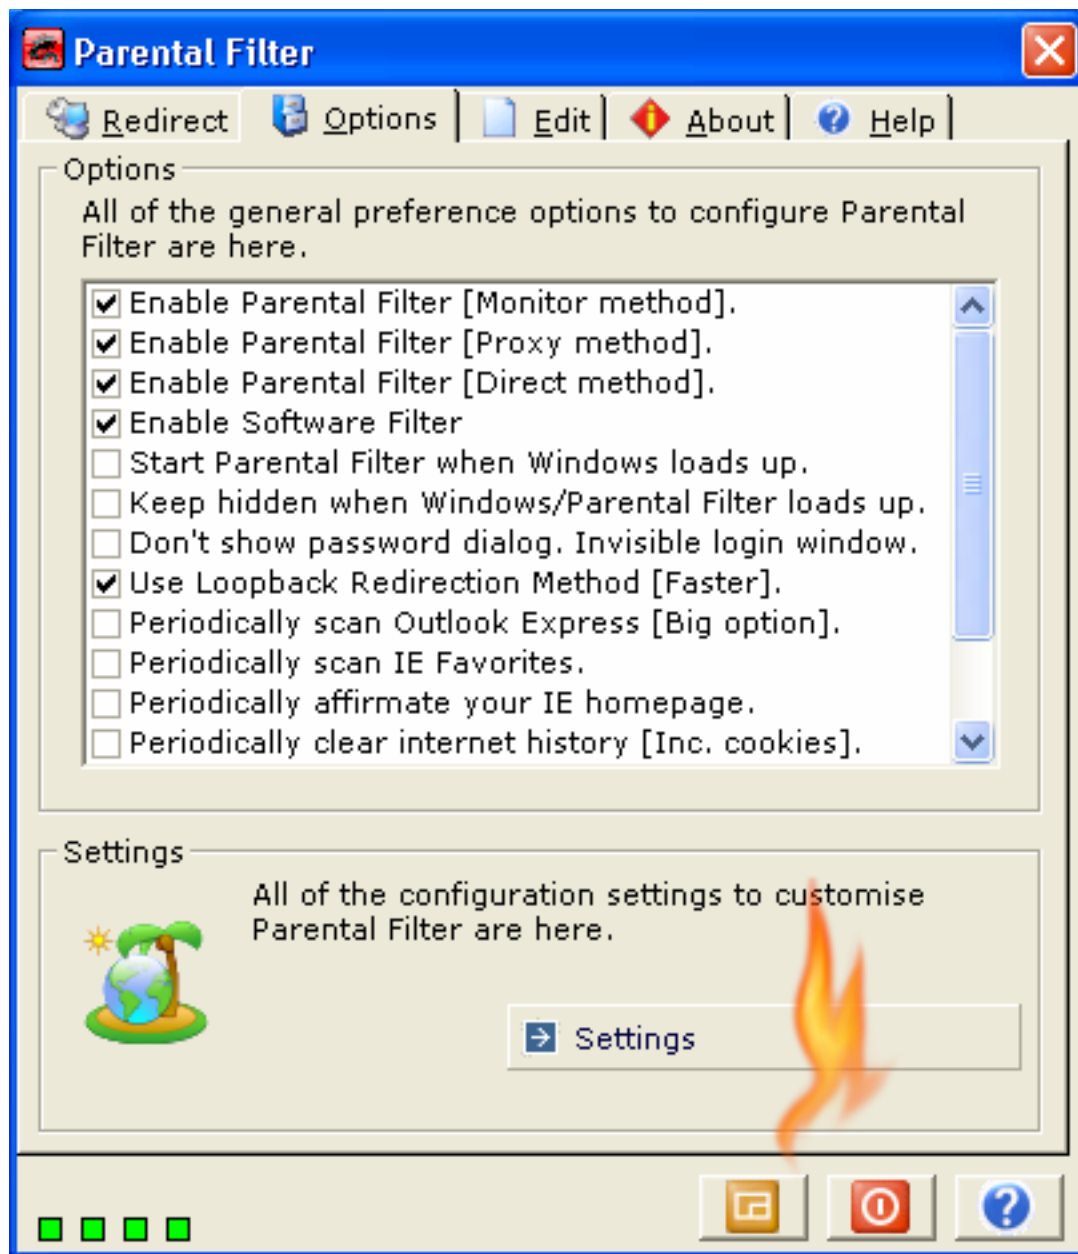 Parental Filter
Redirect
Options
Edit
About
Help
Options
All of the general preference options to configure Parental
Filter are here.
Enable Parental Filter [Monitor method].
Enable Parental Filter [Proxy method].
Enable Parental Filter [Direct method].
Enable Software Filter
Start Parental Filter when Windows loads up.
Keep hidden when Windows/Parental Filter loads up.
Don't show password dialog. Invisible login window.
Use Loopback Redirection Method [Faster].
Periodically scan Outlook Express [Big option].
Periodically scan IE Favorites.
Periodically affirmate your IE homepage.
Periodically clear internet history [Inc. cookies].
Settings
All of the configuration settings to customise
Parental Filter are here.
Settings